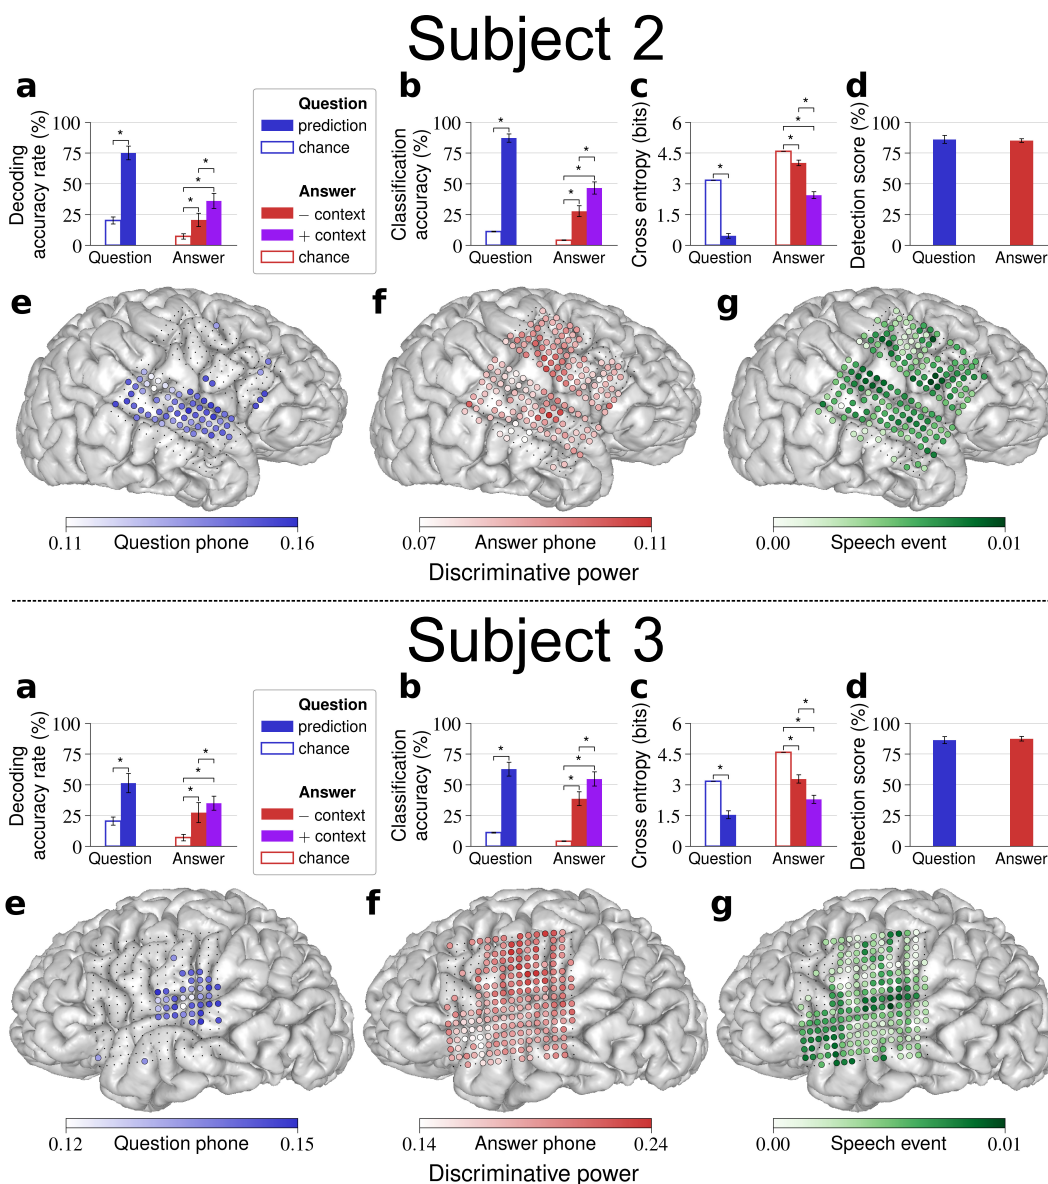 Subject 2
a
Decoding
accuracy rate (%)
100
75
50
25
0
*
*
*
*
Question
Answer
Question
prediction
chance
Answer
– context
+ context
chance
b
Classification
accuracy (%)
100
75
50
25
0
*
*
*
*
Question
Answer
c
Cross entropy (bits)
6
4.5
3
1.5
0
*
*
*
*
Question
Answer
d
Detection score (%)
100
75
50
25
0
Question
Answer
e
f
g
0.11
Question phone
0.16
0.07
Answer phone
0.11
0.00
Speech event
0.01
Discriminative power
Subject 3
a
Decoding
accuracy rate (%)
100
75
50
25
0
*
*
*
*
Question
Answer
Question
prediction
chance
Answer
– context
+ context
chance
b
Classification
accuracy (%)
100
75
50
25
0
*
*
*
*
Question
Answer
c
Cross entropy (bits)
6
4.5
3
1.5
0
*
*
*
*
Question
Answer
d
Detection score (%)
100
75
50
25
0
Question
Answer
e
f
g
0.12
Question phone
0.15
0.14
Answer phone
0.24
0.00
Speech event
0.01
Discriminative power